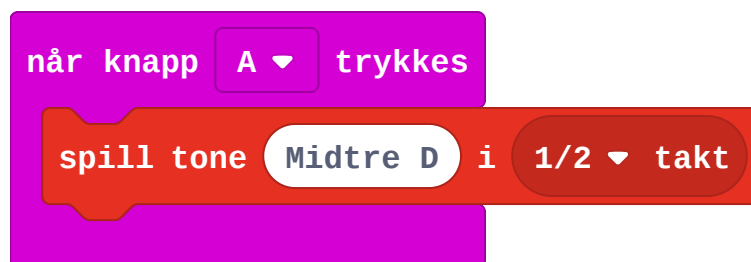 når knapp A trykkes
spill tone Midtre D i 1/2 takt